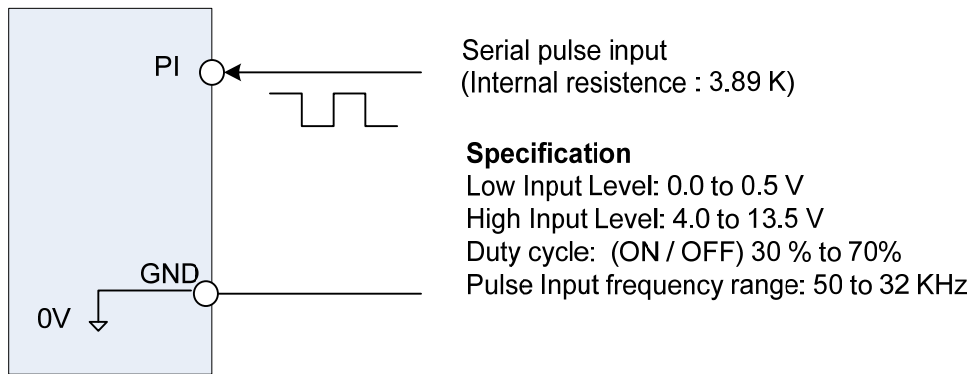 PI
Serial pulse input
(Internal resistence : 3.89 K)
Specification
Low Input Level: 0.0 to 0.5 V
High Input Level: 4.0 to 13.5 V
Duty cycle: (ON / OFF) 30 % to 70%
Pulse Input frequency range: 50 to 32 KHz
GND
0V